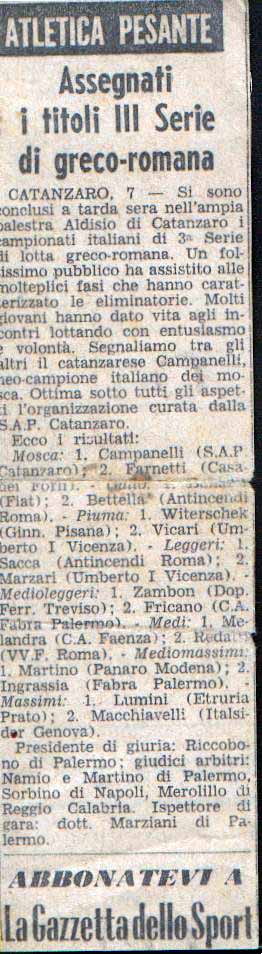 ATLETICA PESANTE
Assegnati
i titoli III Serie
di greco-romana
CATANZARO, 7 — Si sono
conclusi a tarda sera nell'ampia
palestra Aldisio di Catanzaro i
campionati italiani di 3ª Serie
di lotta greco-romana. Un fol-
tissimo pubblico ha assistito alle
molteplici fasi che hanno carat-
terizzato le eliminatorie. Molti
giovani hanno dato vita agli in-
contri lottando con entusiasmo
e volontà. Segnaliamo tra gli
altri il catanzarese Campanelli,
neo-campione italiano dei mo-
sca. Ottima sotto tutti gli aspet-
ti l'organizzazione curata dalla
S.A.P. Catanzaro.
Ecco i risultati:
Mosca: 1. Campanelli (S.A.P
Catanzaro); 2. Farnetti (Casa
dei Forli). - Gallo: 1.
(Fiat); 2. Bettella (Antincendi
Roma). - Piuma: 1. Witerschek
(Ginn. Pisana); 2. Vicari (Um-
berto I Vicenza). - Leggeri: 1.
Sacca (Antincendi Roma); 2.
Marzari (Umberto I Vicenza). -
Medioleggeri: 1. Zambon (Dop.
Ferr. Treviso); 2. Fricano (C.A.
Fabra Palermo). - Medi: 1. Me-
landra (C.A. Faenza); 2. Redatti
(VV.F. Roma). - Mediomassimi:
1. Martino (Panaro Modena); 2.
Ingrassia (Fabra Palermo). -
Massimi: 1. Lumini (Etruria
Prato); 2. Macchiavelli (Italsi-
der Genova).
Presidente di giuria: Riccobo-
no di Palermo; giudici arbitri:
Namio e Martino di Palermo,
Sorbino di Napoli, Merolillo di
Reggio Calabria. Ispettore di
gara: dott. Marziani di Pa-
lermo.
ABBONATEVI A
La Gazzetta dello Sport